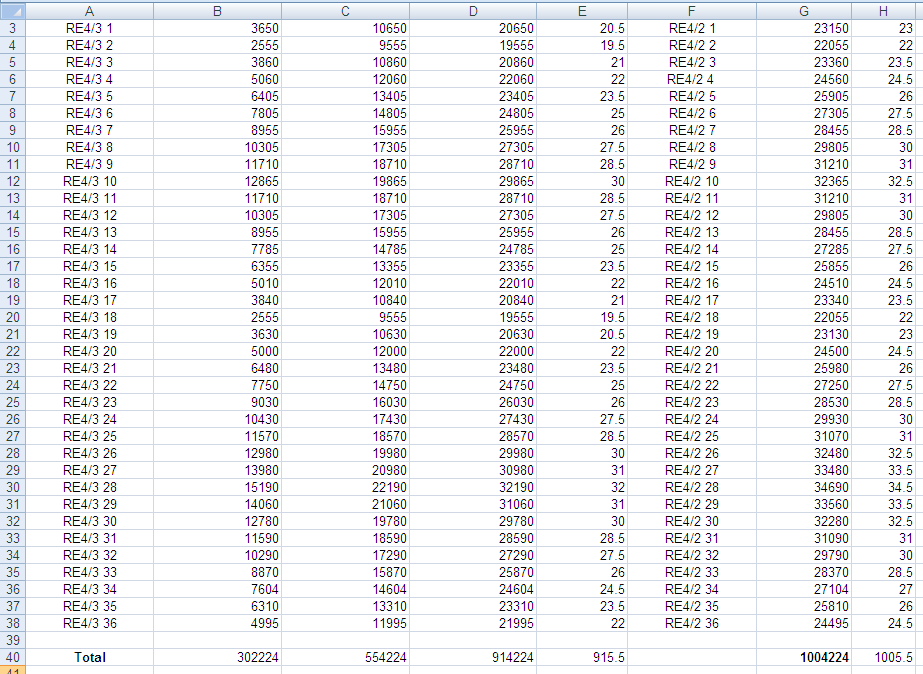 A B C D E F G H
3 RE4/3 1 3650 10650 20650 20.5 RE4/2 1 23150 23
4 RE4/3 2 2555 9555 19555 19.5 RE4/2 2 22055 22
5 RE4/3 3 3860 10860 20860 21 RE4/2 3 23360 23.5
6 RE4/3 4 5060 12060 22060 22 RE4/2 4 24560 24.5
7 RE4/3 5 6405 13405 23405 23.5 RE4/2 5 25905 26
8 RE4/3 6 7805 14805 24805 25 RE4/2 6 27305 27.5
9 RE4/3 7 8955 15955 25955 26 RE4/2 7 28455 28.5
10 RE4/3 8 10305 17305 27305 27.5 RE4/2 8 29805 30
11 RE4/3 9 11710 18710 28710 28.5 RE4/2 9 31210 31
12 RE4/3 10 12865 19865 29865 30 RE4/2 10 32365 32.5
13 RE4/3 11 11710 18710 28710 28.5 RE4/2 11 31210 31
14 RE4/3 12 10305 17305 27305 27.5 RE4/2 12 29805 30
15 RE4/3 13 8955 15955 25955 26 RE4/2 13 28455 28.5
16 RE4/3 14 7785 14785 24785 25 RE4/2 14 27285 27.5
17 RE4/3 15 6355 13355 23355 23.5 RE4/2 15 25855 26
18 RE4/3 16 5010 12010 22010 22 RE4/2 16 24510 24.5
19 RE4/3 17 3840 10840 20840 21 RE4/2 17 23340 23.5
20 RE4/3 18 2555 9555 19555 19.5 RE4/2 18 22055 22
21 RE4/3 19 3630 10630 20630 20.5 RE4/2 19 23130 23
22 RE4/3 20 5000 12000 22000 22 RE4/2 20 24500 24.5
23 RE4/3 21 6480 13480 23480 23.5 RE4/2 21 25980 26
24 RE4/3 22 7750 14750 24750 25 RE4/2 22 27250 27.5
25 RE4/3 23 9030 16030 26030 26 RE4/2 23 28530 28.5
26 RE4/3 24 10430 17430 27430 27.5 RE4/2 24 29930 30
27 RE4/3 25 11570 18570 28570 28.5 RE4/2 25 31070 31
28 RE4/3 26 12980 19980 29980 30 RE4/2 26 32480 32.5
29 RE4/3 27 13980 20980 30980 31 RE4/2 27 33480 33.5
30 RE4/3 28 15190 22190 32190 32 RE4/2 28 34690 34.5
31 RE4/3 29 14060 21060 31060 31 RE4/2 29 33560 33.5
32 RE4/3 30 12780 19780 29780 30 RE4/2 30 32280 32.5
33 RE4/3 31 11590 18590 28590 28.5 RE4/2 31 31090 31
34 RE4/3 32 10290 17290 27290 27.5 RE4/2 32 29790 30
35 RE4/3 33 8870 15870 25870 26 RE4/2 33 28370 28.5
36 RE4/3 34 7604 14604 24604 24.5 RE4/2 34 27104 27
37 RE4/3 35 6310 13310 23310 23.5 RE4/2 35 25810 26
38 RE4/3 36 4995 11995 21995 22 RE4/2 36 24495 24.5
39
40 Total 302224 554224 914224 915.5 1004224 1005.5
41